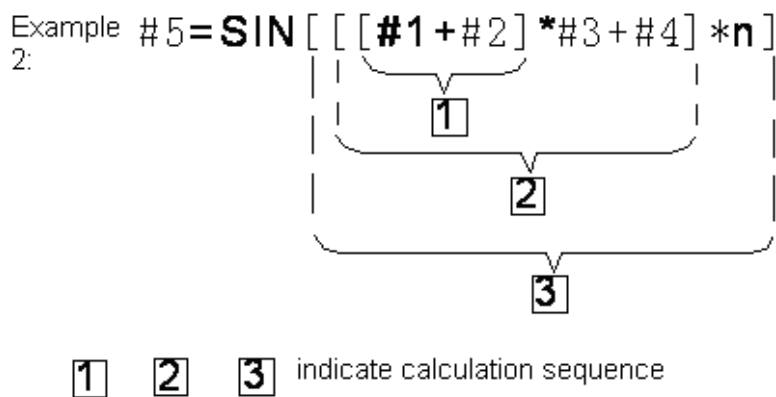 Example 2: #5=SIN[[[#1+#2]*#3+#4]*n]
1
2
3
1 2 3 indicate calculation sequence